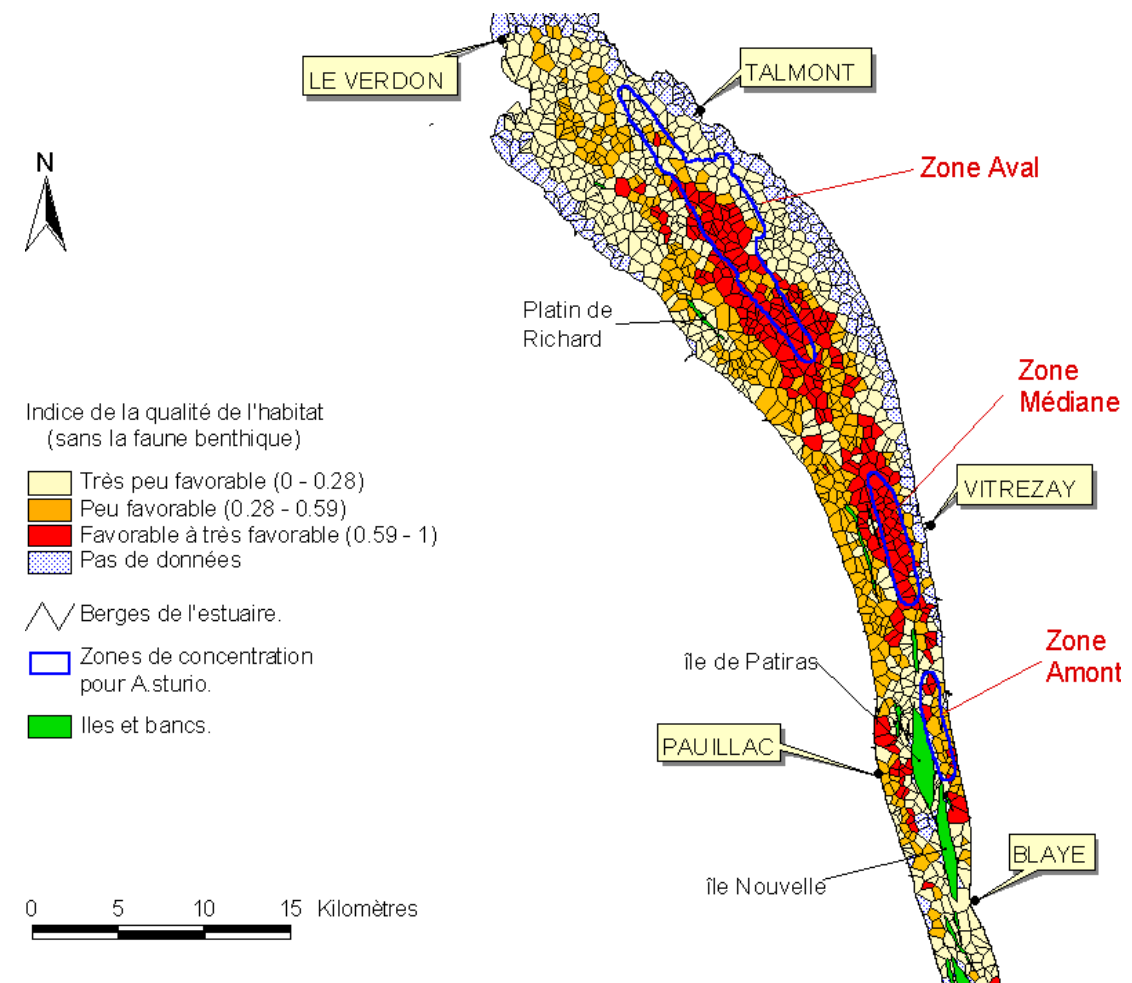 LE VERDON
TALMONT
N
Zone Aval
Platin de
Richard
Zone
Médiane
Indice de la qualité de l'habitat
(sans la faune benthique)
Très peu favorable (0 - 0.28)
Peu favorable (0.28 - 0.59)
Favorable à très favorable (0.59 - 1)
Pas de données
VITREZAY
Berges de l'estuaire.
Zones de concentration
pour A.sturio.
île de Patiras
Zone
Amont
Iles et bancs.
PAUILLAC
BLAYE
île Nouvelle
0 5 10 15 Kilomètres